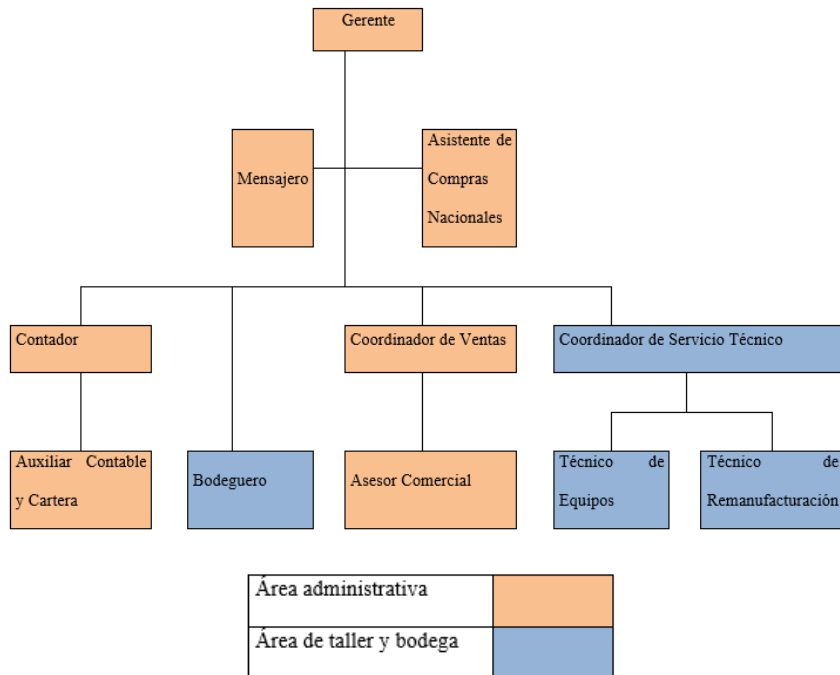 Gerente
Mensajero
Asistente de
Compras
Nacionales
Contador
Coordinador de Ventas
Coordinador de Servicio Técnico
Auxiliar Contable
y Cartera
Bodeguero
Asesor Comercial
Técnico de
Equipos
Técnico de
Remanufacturación
Área administrativa
Área de taller y bodega